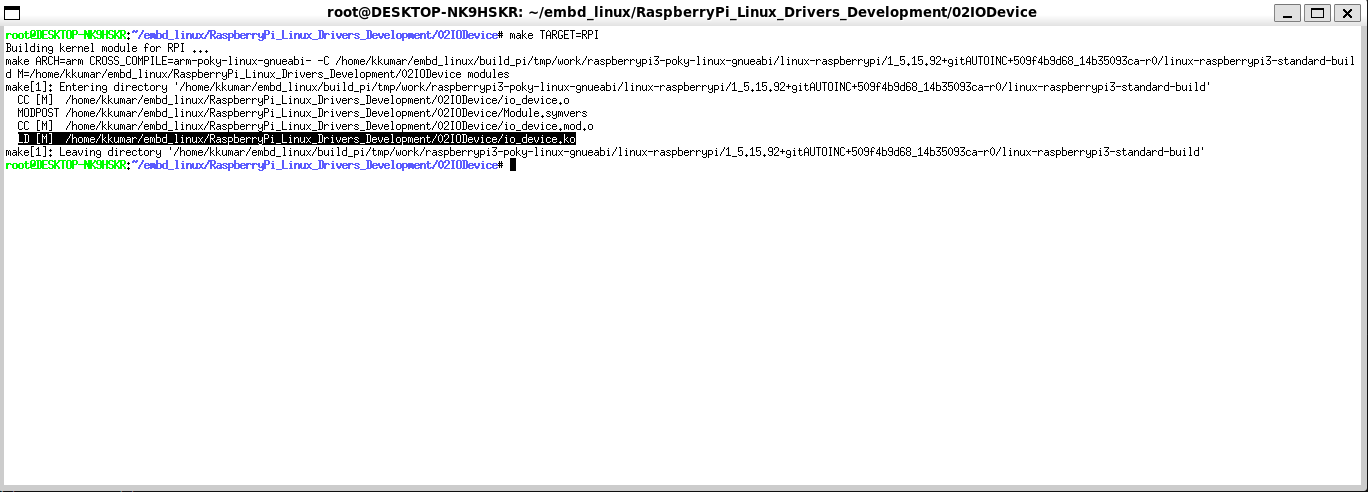 root@DESKTOP-NK9HSKR: ~/embd_linux/RaspberryPi_Linux_Drivers_Development/02IODevice
root@DESKTOP-NK9HSKR:~/embd_linux/RaspberryPi_Linux_Drivers_Development/02IODevice# make TARGET=RPI
Building kernel module for RPI ...
make ARCH=arm CROSS_COMPILE=arm-poky-linux-gnueabi- -C /home/kkumar/embd_linux/build_pi/tmp/work/raspberrypi3-poky-linux-gnueabi/linux-raspberrypi/1_5.15.92+gitAUTOINC+509f4b9d68_14b35093ca-r0/linux-raspberrypi3-standard-buil
d M=/home/kkumar/embd_linux/RaspberryPi_Linux_Drivers_Development/02IODevice modules
make[1]: Entering directory '/home/kkumar/embd_linux/build_pi/tmp/work/raspberrypi3-poky-linux-gnueabi/linux-raspberrypi/1_5.15.92+gitAUTOINC+509f4b9d68_14b35093ca-r0/linux-raspberrypi3-standard-build'
  CC [M]  /home/kkumar/embd_linux/RaspberryPi_Linux_Drivers_Development/02IODevice/io_device.o
  MODPOST /home/kkumar/embd_linux/RaspberryPi_Linux_Drivers_Development/02IODevice/Module.symvers
  CC [M]  /home/kkumar/embd_linux/RaspberryPi_Linux_Drivers_Development/02IODevice/io_device.mod.o
  LD [M]  /home/kkumar/embd_linux/RaspberryPi_Linux_Drivers_Development/02IODevice/io_device.ko
make[1]: Leaving directory '/home/kkumar/embd_linux/build_pi/tmp/work/raspberrypi3-poky-linux-gnueabi/linux-raspberrypi/1_5.15.92+gitAUTOINC+509f4b9d68_14b35093ca-r0/linux-raspberrypi3-standard-build'
root@DESKTOP-NK9HSKR:~/embd_linux/RaspberryPi_Linux_Drivers_Development/02IODevice#